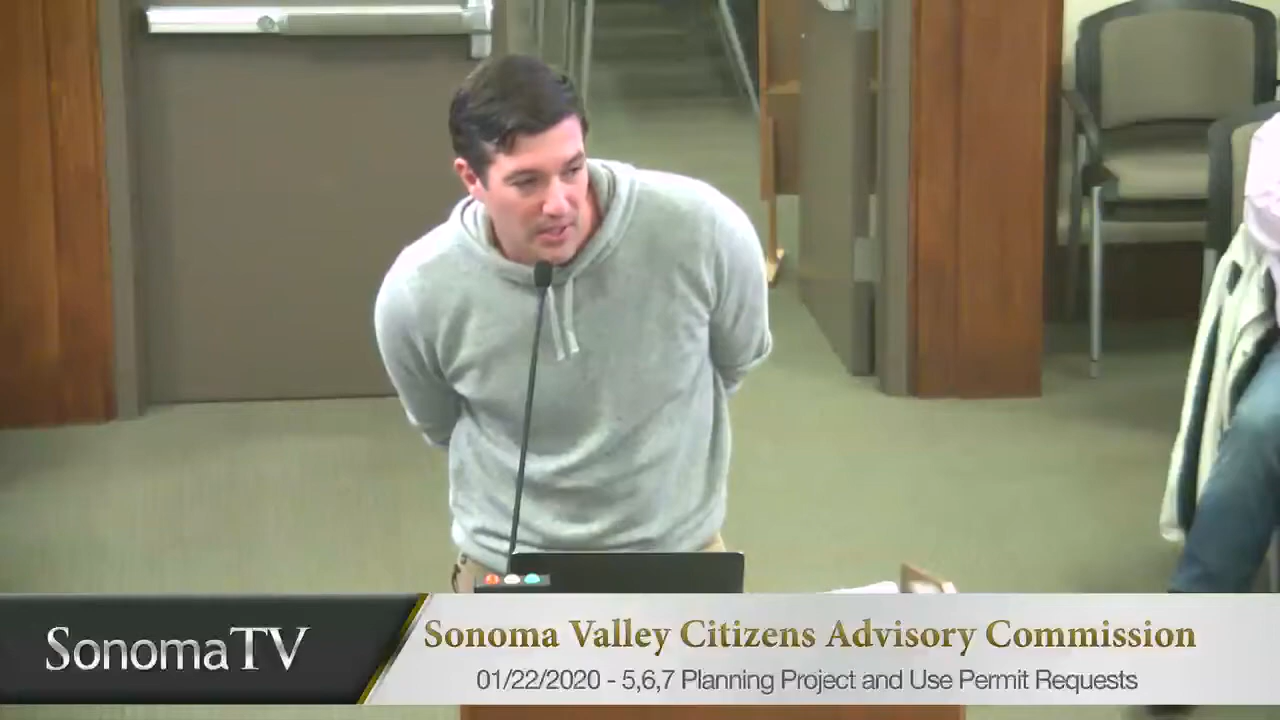 SonomaTV
Sonoma Valley Citizens Advisory Commission
01/22/2020 - 5,6,7 Planning Project and Use Permit Requests